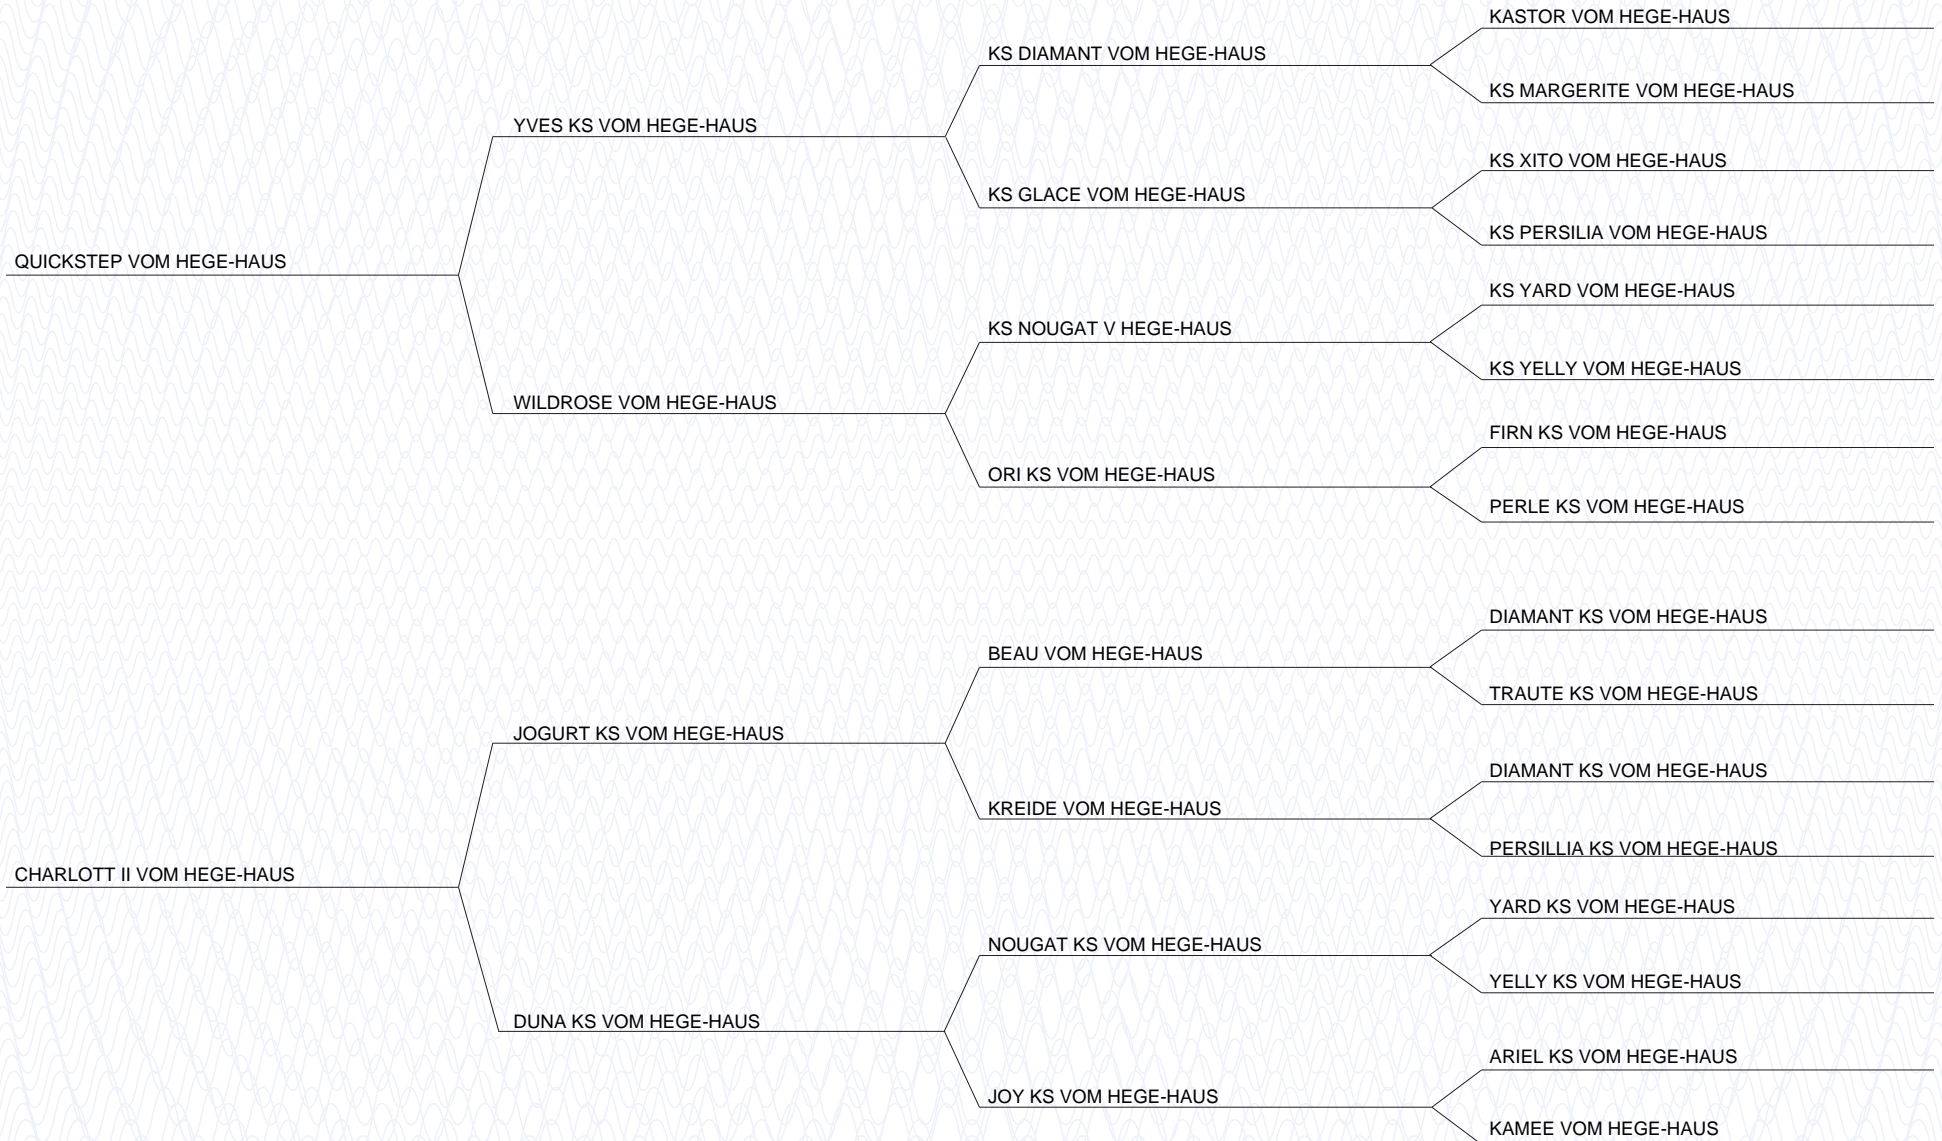 KASTOR VOM HEGE-HAUS
KS DIAMANT VOM HEGE-HAUS
KS MARGERITE VOM HEGE-HAUS
YVES KS VOM HEGE-HAUS
KS XITO VOM HEGE-HAUS
KS GLACE VOM HEGE-HAUS
KS PERSILIA VOM HEGE-HAUS
QUICKSTEP VOM HEGE-HAUS
KS YARD VOM HEGE-HAUS
KS NOUGAT V HEGE-HAUS
KS YELLY VOM HEGE-HAUS
WILDROSE VOM HEGE-HAUS
FIRN KS VOM HEGE-HAUS
ORI KS VOM HEGE-HAUS
PERLE KS VOM HEGE-HAUS
DIAMANT KS VOM HEGE-HAUS
BEAU VOM HEGE-HAUS
TRAUTE KS VOM HEGE-HAUS
JOGURT KS VOM HEGE-HAUS
DIAMANT KS VOM HEGE-HAUS
KREIDE VOM HEGE-HAUS
PERSILLIA KS VOM HEGE-HAUS
CHARLOTT II VOM HEGE-HAUS
YARD KS VOM HEGE-HAUS
NOUGAT KS VOM HEGE-HAUS
YELLY KS VOM HEGE-HAUS
DUNA KS VOM HEGE-HAUS
ARIEL KS VOM HEGE-HAUS
JOY KS VOM HEGE-HAUS
KAMEE VOM HEGE-HAUS